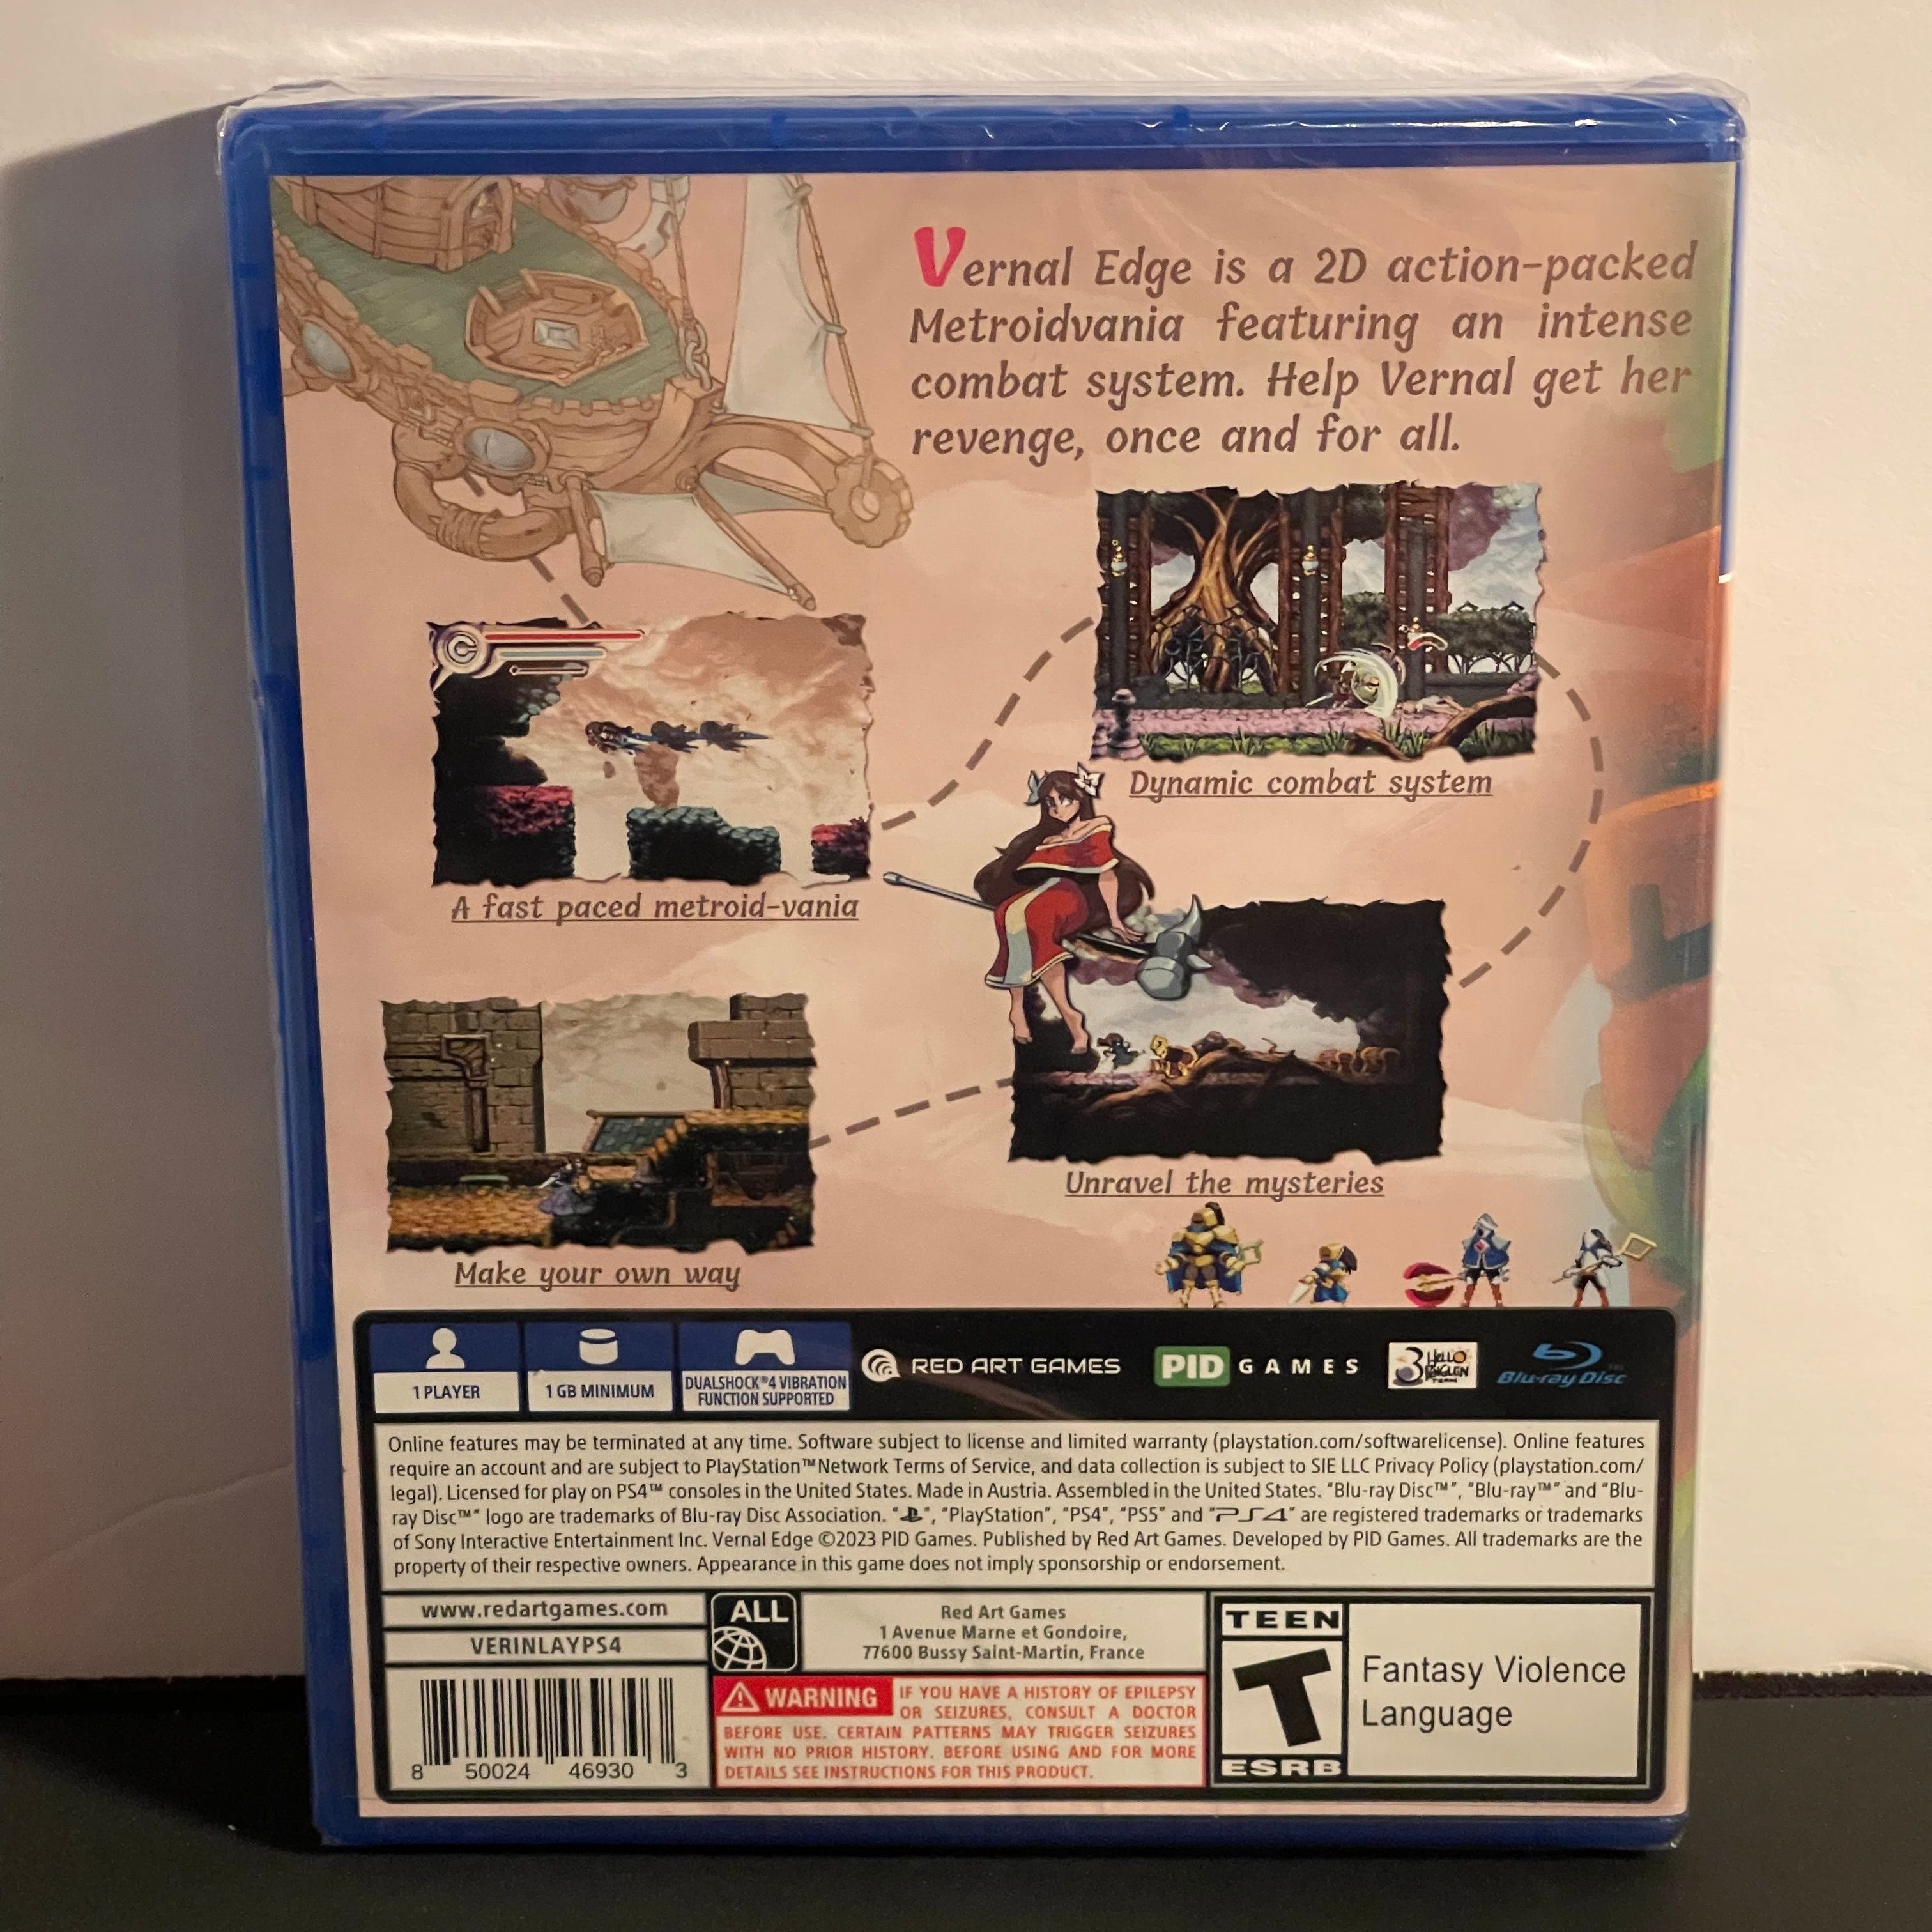 Vernal Edge is a 2D action-packed
Metroidvania featuring an intense
combat system. Help Vernal get her
revenge, once and for all.
Dynamic combat system
A fast paced metroid-vania
Unravel the mysteries
Make your own way
1 PLAYER
1 GB MINIMUM
DUALSHOCK®4 VIBRATION
FUNCTION SUPPORTED
RED ART GAMES
PID GAMES
HELLO
PENGUIN
TEAM
Blu-ray Disc™
Online features may be terminated at any time. Software subject to license and limited warranty (playstation.com/softwarelicense). Online features
require an account and are subject to PlayStation™Network Terms of Service, and data collection is subject to SIE LLC Privacy Policy (playstation.com/
legal). Licensed for play on PS4™ consoles in the United States. Made in Austria. Assembled in the United States. "Blu-ray Disc™", "Blu-ray™" and "Blu-
ray Disc™" logo are trademarks of Blu-ray Disc Association. "", "PlayStation", "PS4", "PS5" and "PS4" are registered trademarks or trademarks
of Sony Interactive Entertainment Inc. Vernal Edge ©2023 PID Games. Published by Red Art Games. Developed by PID Games. All trademarks are the
property of their respective owners. Appearance in this game does not imply sponsorship or endorsement.
www.redartgames.com
VERINLAYPS4
8 50024 46930 3
ALL
Red Art Games
1 Avenue Marne et Gondoire,
77600 Bussy Saint-Martin, France
WARNING IF YOU HAVE A HISTORY OF EPILEPSY
OR SEIZURES, CONSULT A DOCTOR
BEFORE USE. CERTAIN PATTERNS MAY TRIGGER SEIZURES
WITH NO PRIOR HISTORY. BEFORE USING AND FOR MORE
DETAILS SEE INSTRUCTIONS FOR THIS PRODUCT.
TEEN
T
ESRB
Fantasy Violence
Language